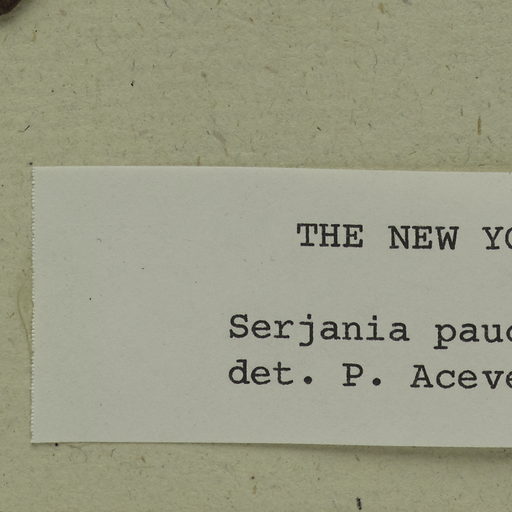 THE NEW YO
Serjania pauc
det. P. Aceve